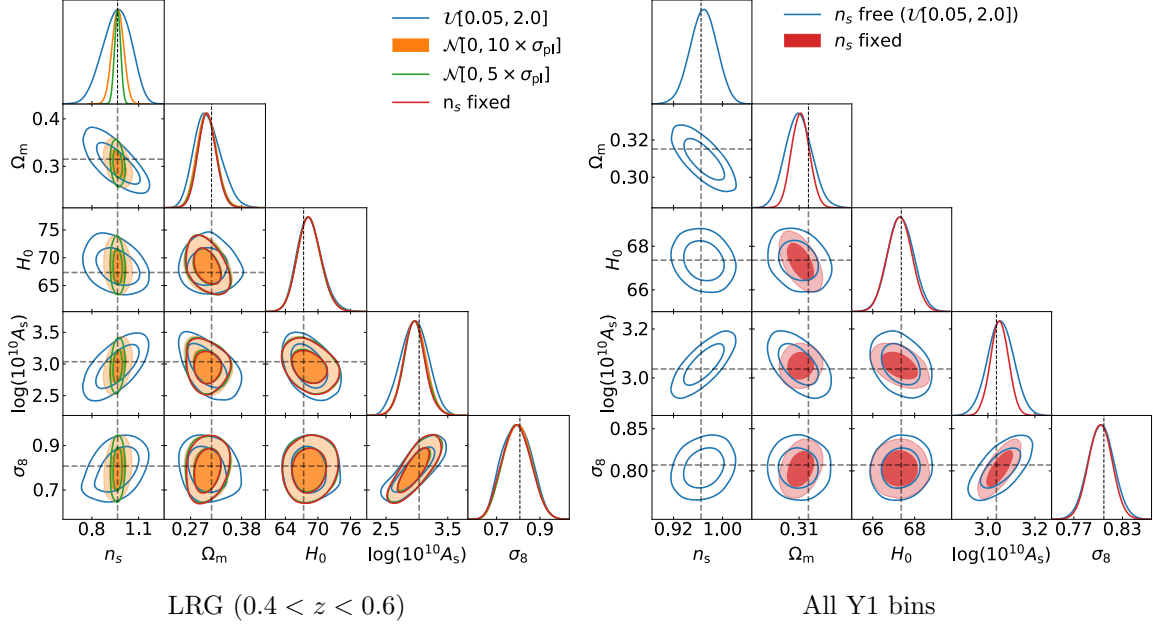 𝒰[0.05, 2.0]
𝒩[0, 10 × σ_pl]
𝒩[0, 5 × σ_pl]
n_s fixed
n_s free (𝒰[0.05, 2.0])
n_s fixed
0.4
0.3
Ω_m
75
70
65
H_0
3.5
3.0
2.5
log(10^10 A_s)
0.9
0.7
σ_8
0.8 1.1
n_s
0.28 0.38
Ω_m
64 70 76
H_0
2.5 3.5
log(10^10 A_s)
0.7 0.9
σ_8
LRG (0.4 < z < 0.6)
0.32
0.30
Ω_m
68
66
H_0
3.2
3.0
log(10^10 A_s)
0.85
0.80
σ_8
0.92 1.00
n_s
0.31
Ω_m
66 68
H_0
3.0 3.2
log(10^10 A_s)
0.77 0.83
σ_8
All Y1 bins